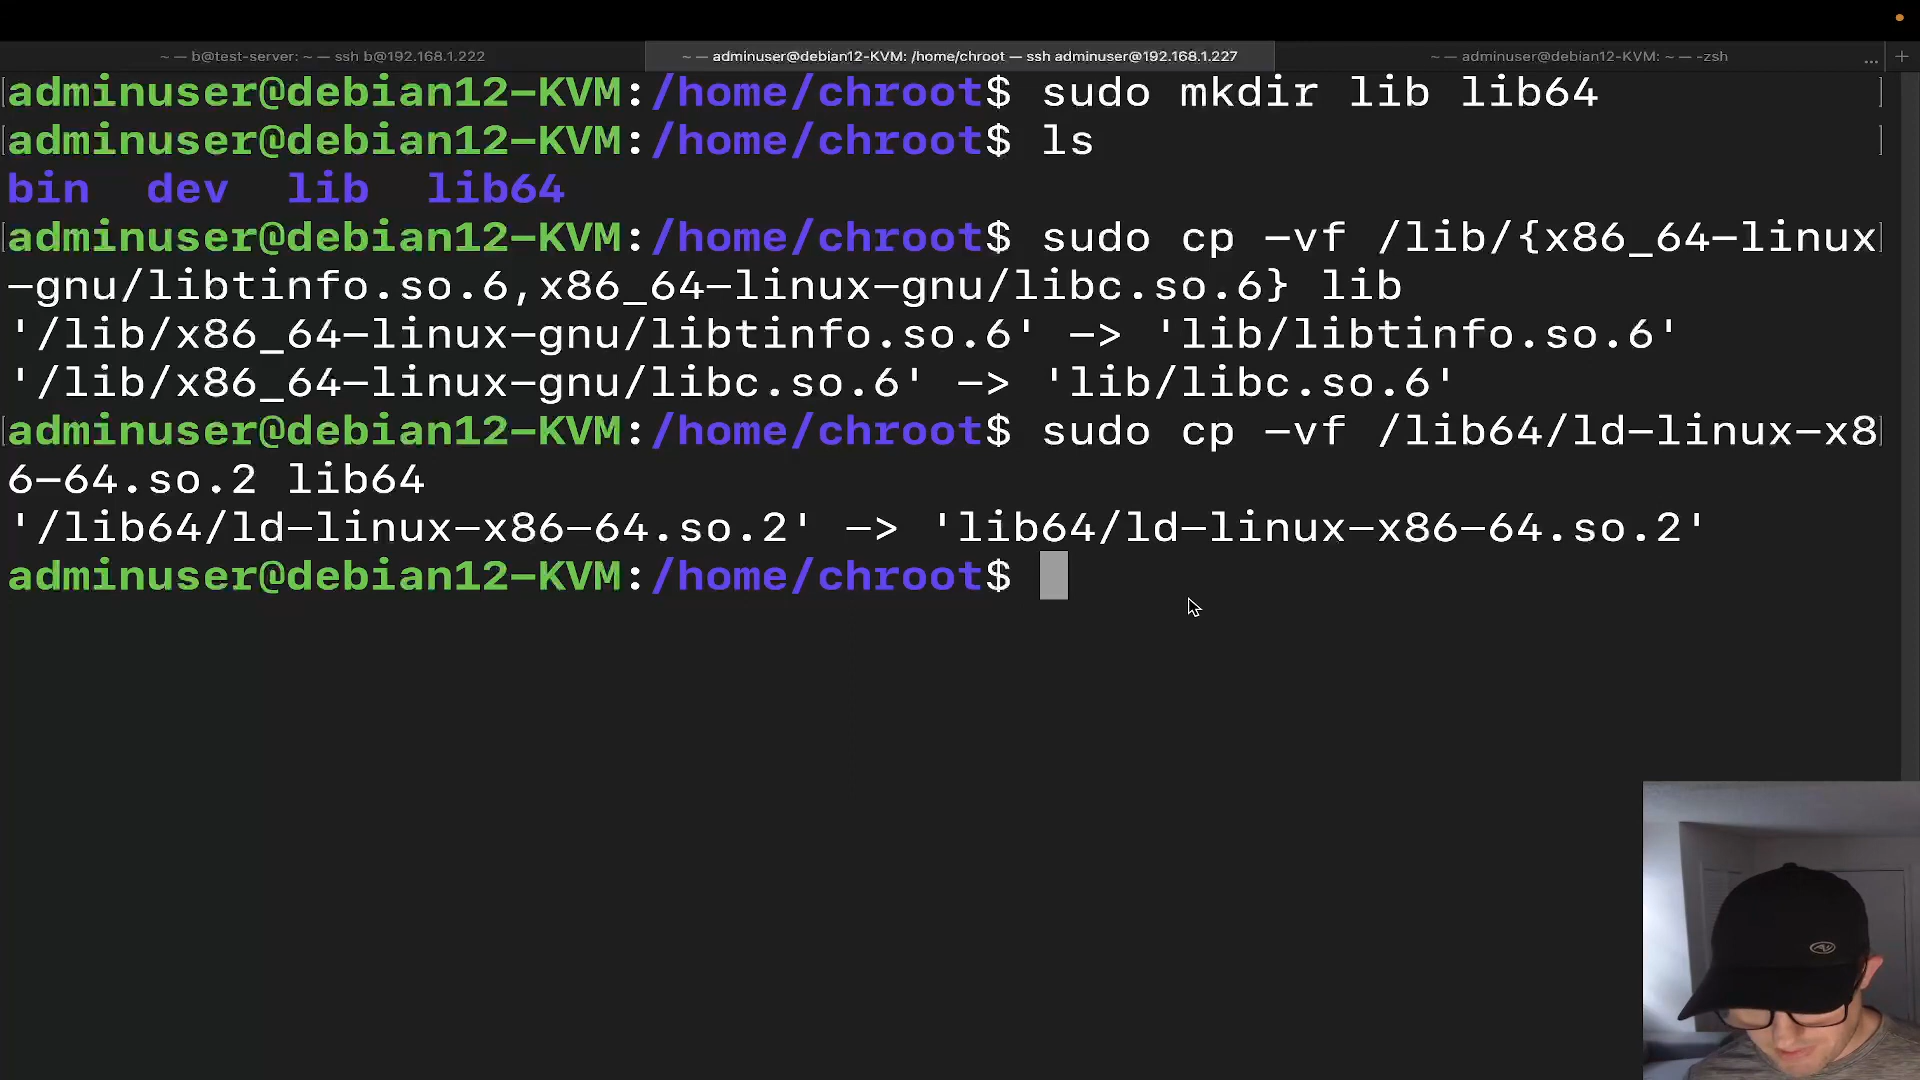 ~ — b@test-server: ~ — ssh b@192.168.1.222
~ — adminuser@debian12-KVM: /home/chroot — ssh adminuser@192.168.1.227
~ — adminuser@debian12-KVM: ~ — -zsh
... +
[adminuser@debian12-KVM:/home/chroot$ sudo mkdir lib lib64 ]
[adminuser@debian12-KVM:/home/chroot$ ls ]
bin dev lib lib64
[adminuser@debian12-KVM:/home/chroot$ sudo cp -vf /lib/{x86_64-linux]
-gnu/libtinfo.so.6,x86_64-linux-gnu/libc.so.6} lib
'/lib/x86_64-linux-gnu/libtinfo.so.6' -> 'lib/libtinfo.so.6'
'/lib/x86_64-linux-gnu/libc.so.6' -> 'lib/libc.so.6'
[adminuser@debian12-KVM:/home/chroot$ sudo cp -vf /lib64/ld-linux-x8]
6-64.so.2 lib64
'/lib64/ld-linux-x86-64.so.2' -> 'lib64/ld-linux-x86-64.so.2'
adminuser@debian12-KVM:/home/chroot$